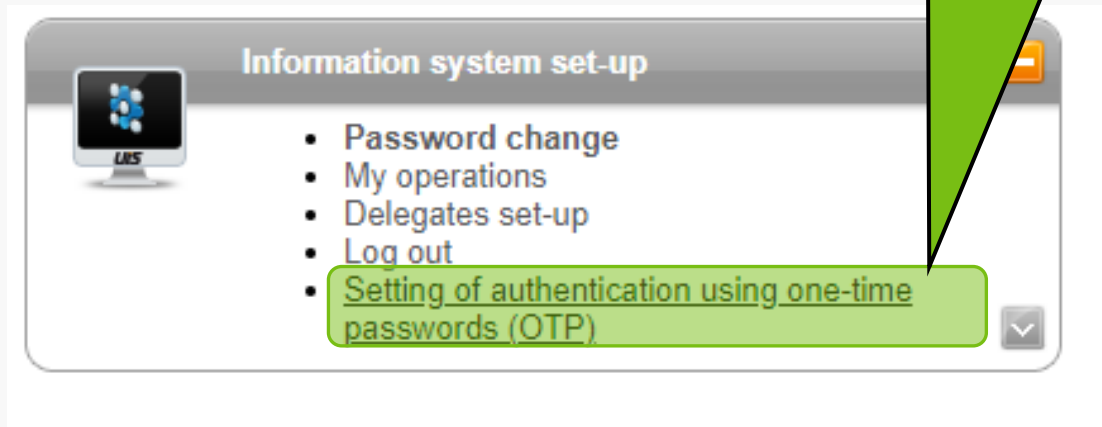 Information system set-up
UIS
Password change
My operations
Delegates set-up
Log out
Setting of authentication using one-time
passwords (OTP)